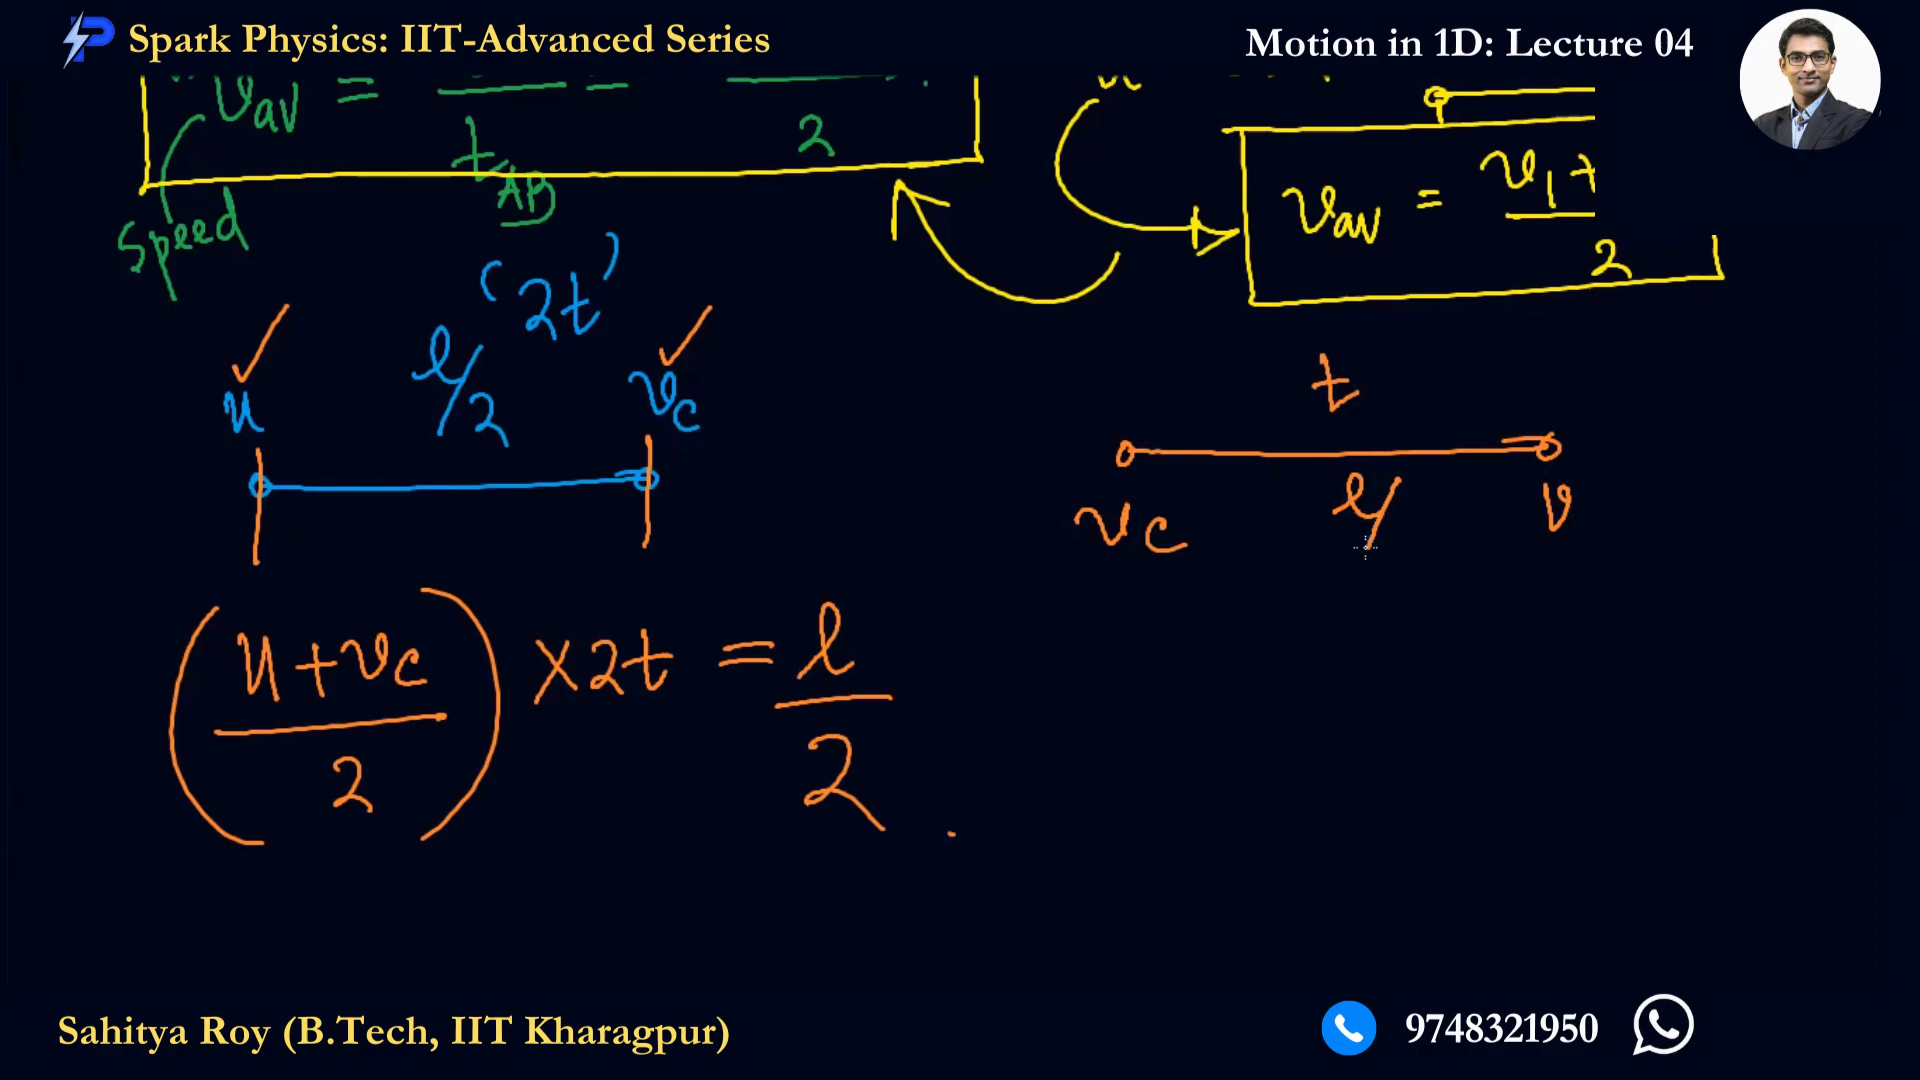 Spark Physics: IIT-Advanced Series
Motion in 1D: Lecture 04
vav =
tAB
2
Speed
vav = v1 +
2
(2t)
u
l/2
vc
t
vc
l/
v
(u + vc
2) × 2t = l
2
Sahitya Roy (B.Tech, IIT Kharagpur)
9748321950